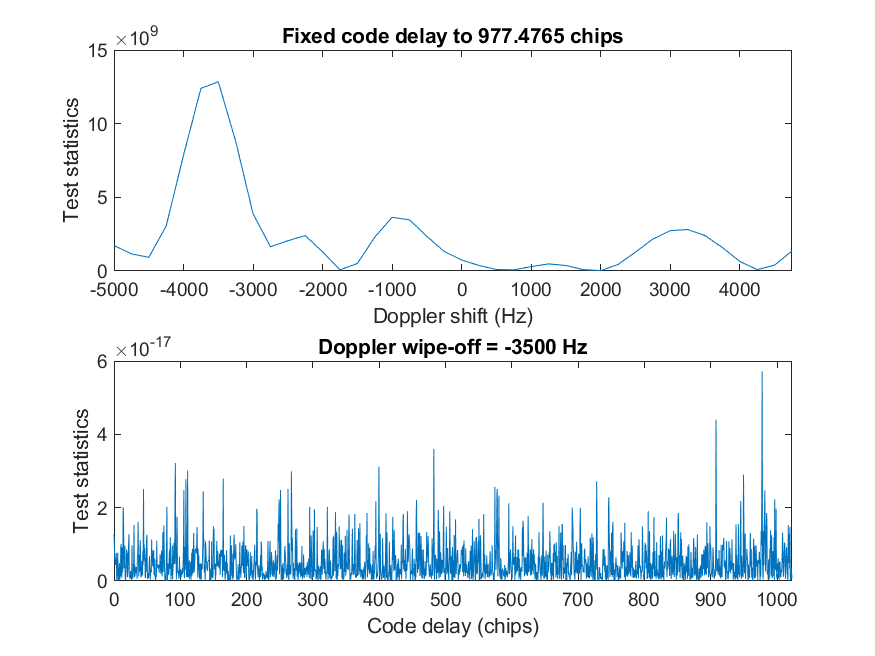 Fixed code delay to 977.4765 chips
×10^9
15
10
5
0
Test statistics
-5000 -4000 -3000 -2000 -1000 0 1000 2000 3000 4000
Doppler shift (Hz)
Doppler wipe-off = -3500 Hz
×10^-17
6
4
2
0
Test statistics
0 100 200 300 400 500 600 700 800 900 1000
Code delay (chips)